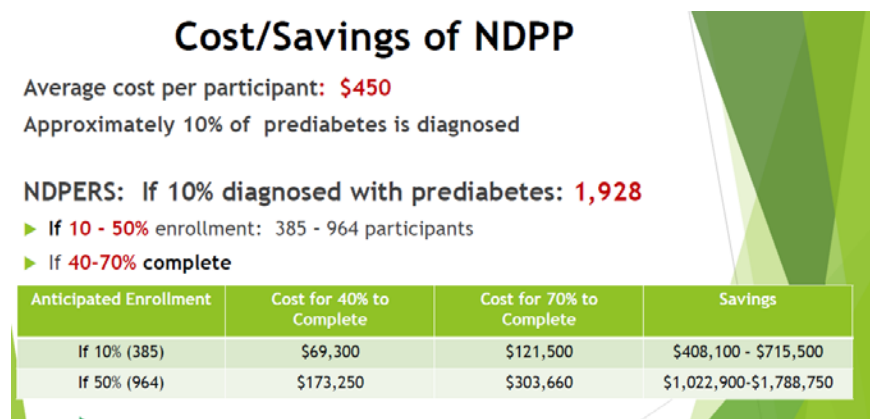 Cost/Savings of NDPP
Average cost per participant: $450
Approximately 10% of prediabetes is diagnosed
NDPERS: If 10% diagnosed with prediabetes: 1,928
If 10 - 50% enrollment: 385 - 964 participants
If 40-70% complete
Anticipated Enrollment Cost for 40% to Complete Cost for 70% to Complete Savings
If 10% (385) $69,300 $121,500 $408,100 - $715,500
If 50% (964) $173,250 $303,660 $1,022,900-$1,788,750